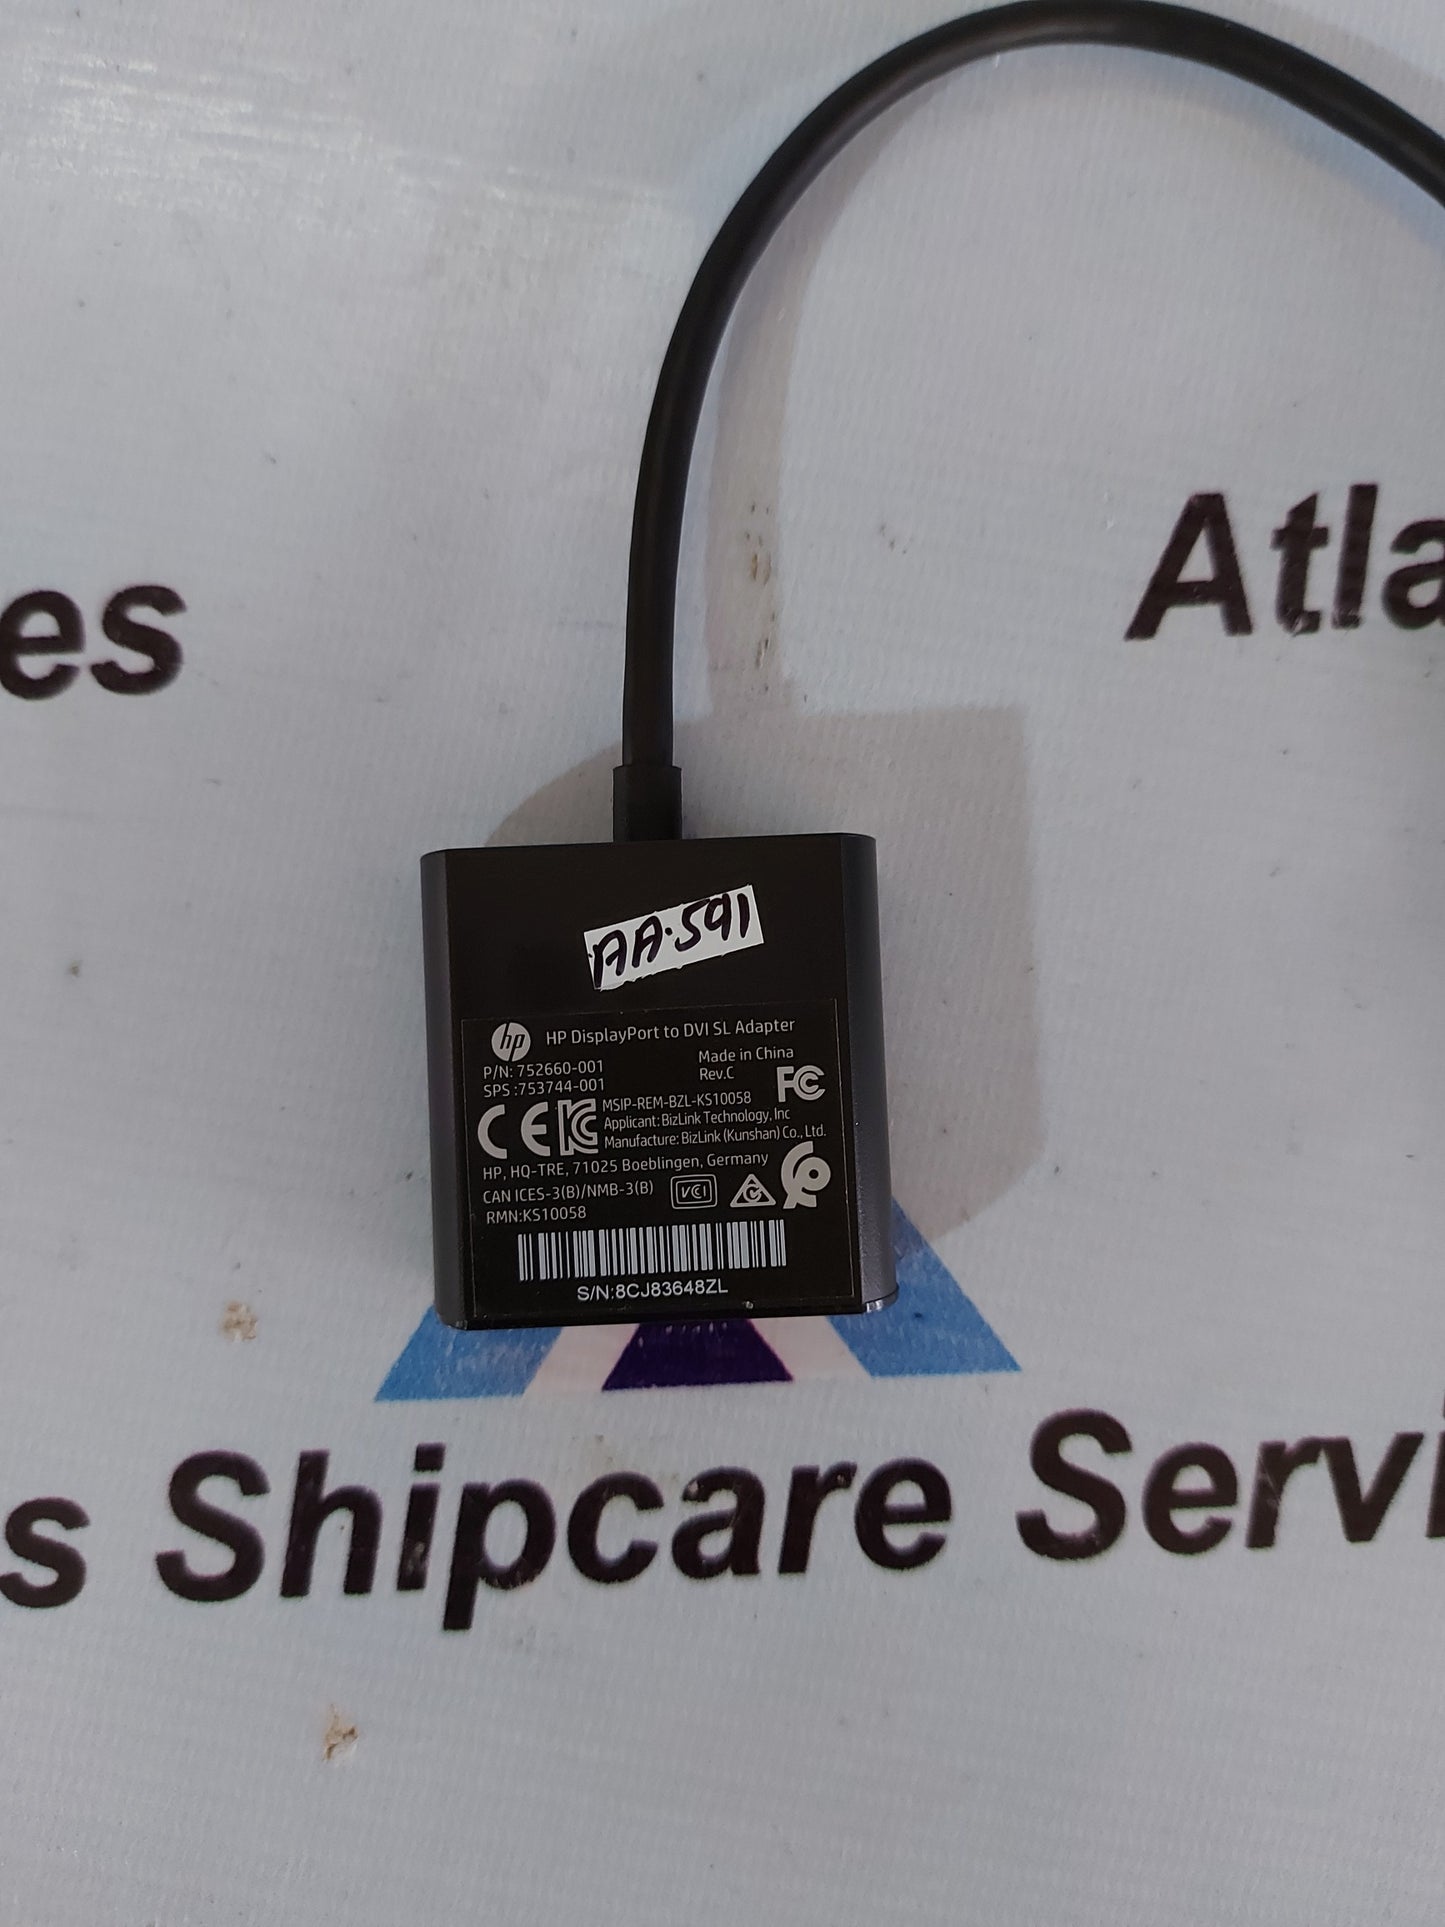 Atla
es
AA-591
hp HP DisplayPort to DVI SL Adapter
P/N: 752660-001 Made in China
SPS :753744-001 Rev.C FC
CE MSIP-REM-BZL-KS10058
Applicant: BizLink Technology, Inc
Manufacture: BizLink (Kunshan) Co., Ltd.
HP, HQ-TRE, 71025 Boeblingen, Germany
CAN ICES-3(B)/NMB-3(B) VCI
RMN:KS10058
S/N:8CJ83648ZL
s Shipcare Servi